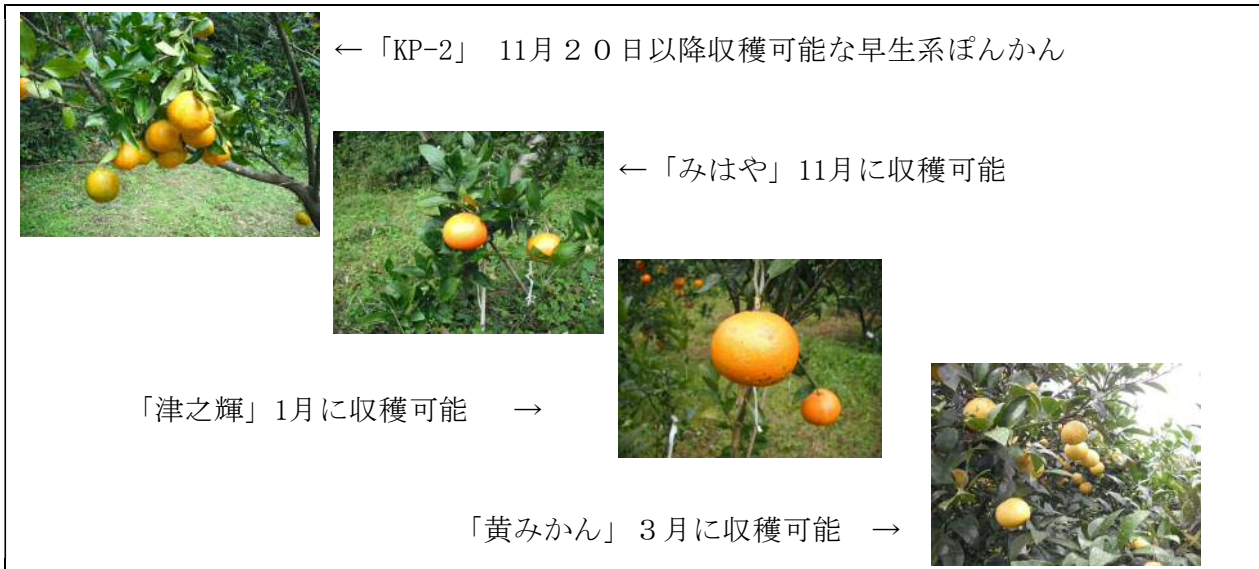 ←「KP-2」 11月２０日以降収穫可能な早生系ぽんかん
←「みはや」11月に収穫可能
「津之輝」1月に収穫可能　→
「黄みかん」３月に収穫可能　→